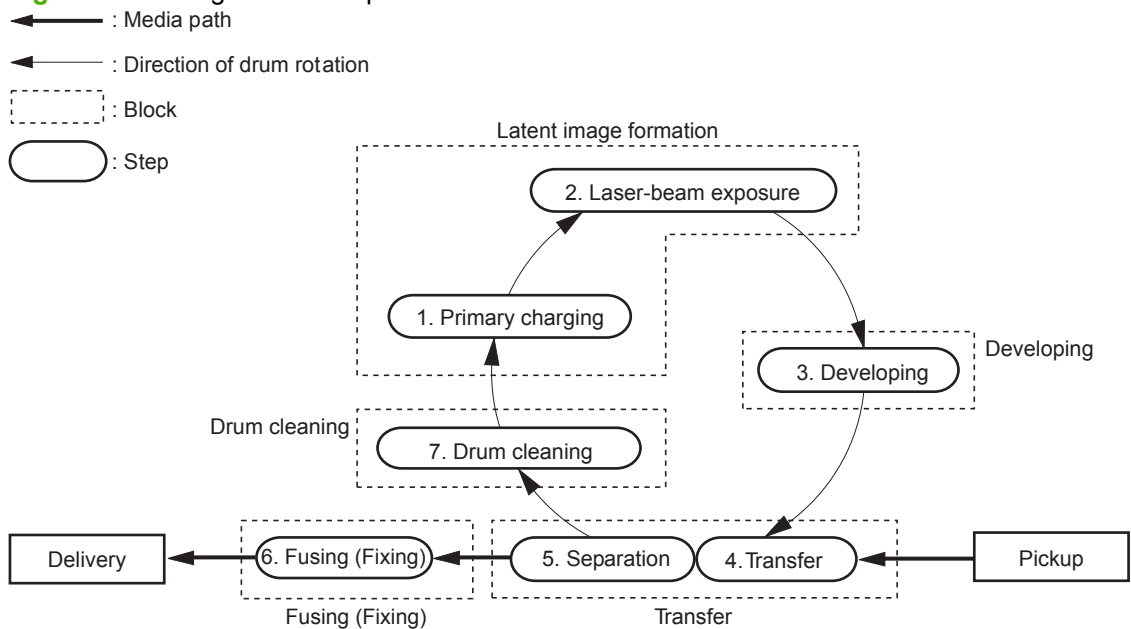 : Media path
: Direction of drum rotation
: Block
: Step
Latent image formation
2. Laser-beam exposure
1. Primary charging
3. Developing
Developing
Drum cleaning
7. Drum cleaning
Delivery
6. Fusing (Fixing)
5. Separation
4. Transfer
Pickup
Fusing (Fixing)
Transfer